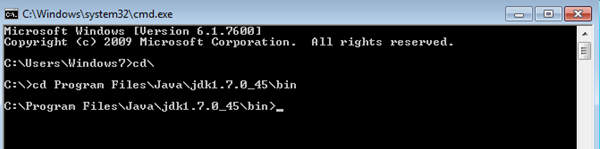 C:\Windows\system32\cmd.exe
Microsoft Windows [Version 6.1.7600]
Copyright (c) 2009 Microsoft Corporation.  All rights reserved.
C:\Users\Windows7>cd\
C:\>cd Program Files\Java\jdk1.7.0_45\bin
C:\Program Files\Java\jdk1.7.0_45\bin>_